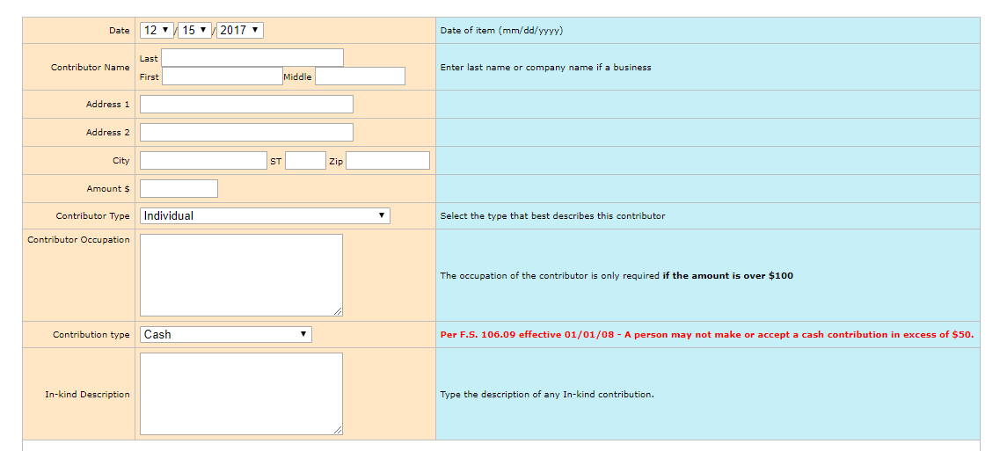 Date 12 / 15 / 2017 Date of item (mm/dd/yyyy)
Last
Contributor Name Enter last name or company name if a business
First Middle
Address 1
Address 2
City ST Zip
Amount $
Contributor Type Individual Select the type that best describes this contributor
Contributor Occupation
The occupation of the contributor is only required if the amount is over $100
Contribution type Cash Per F.S. 106.09 effective 01/01/08 - A person may not make or accept a cash contribution in excess of $50.
In-kind Description Type the description of any In-kind contribution.